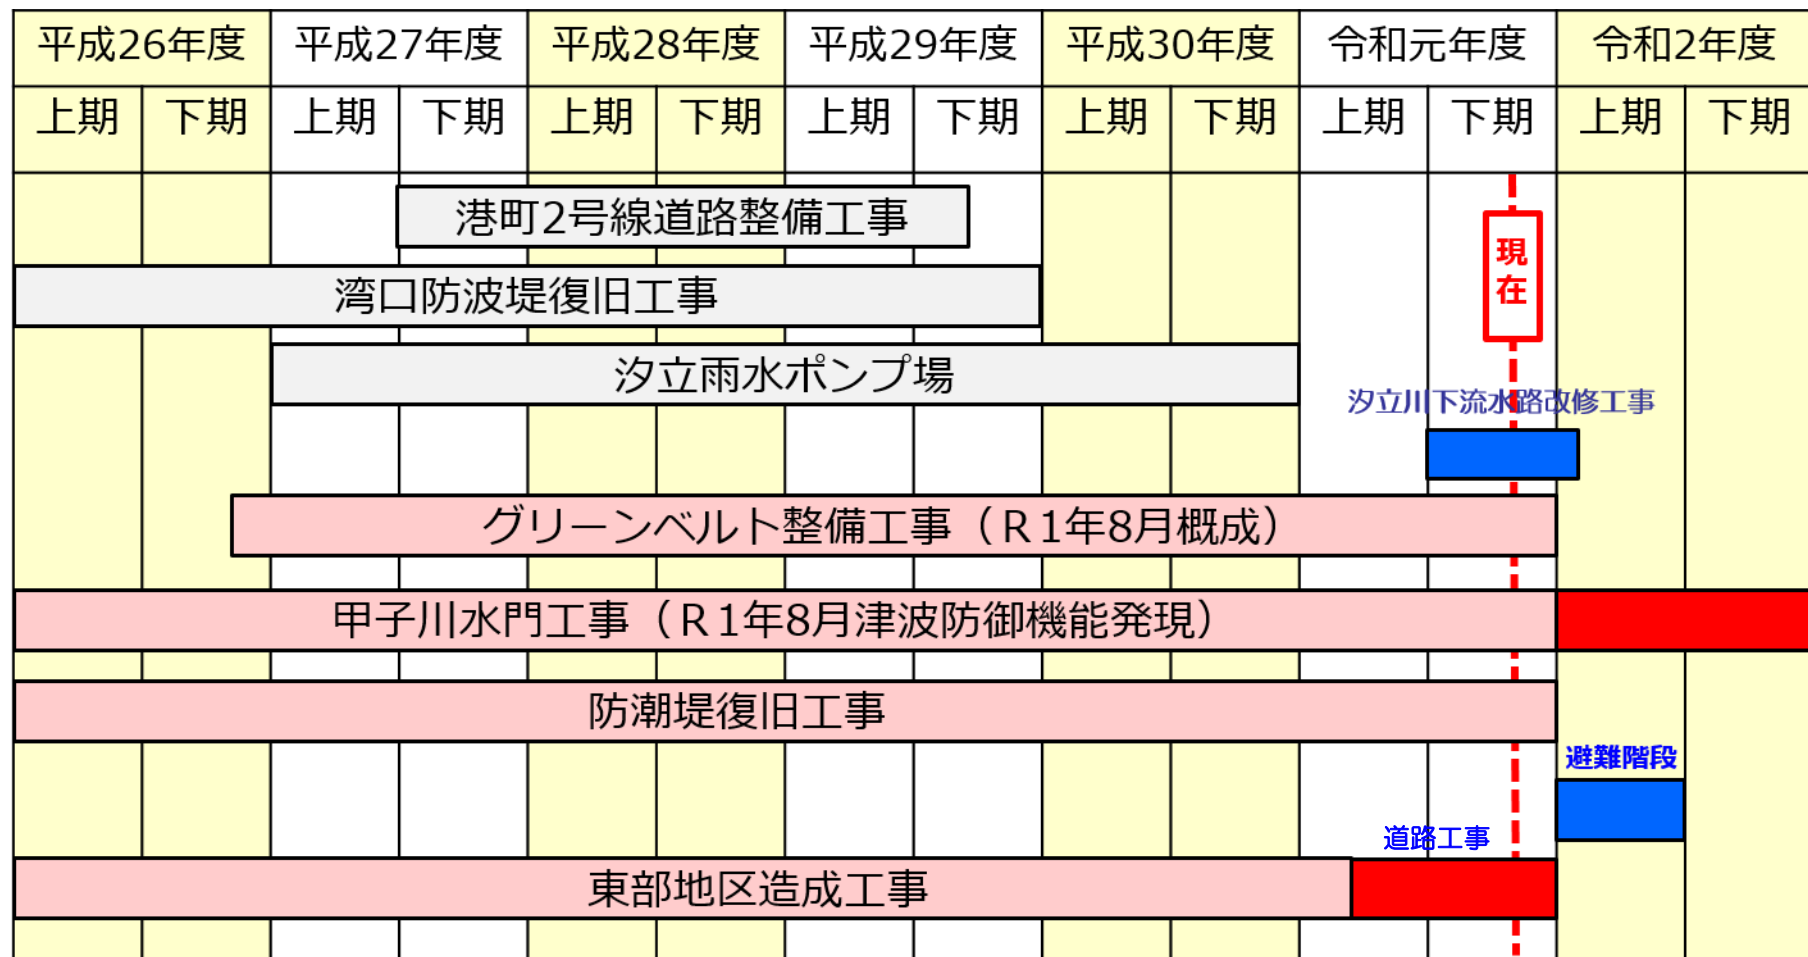 平成26年度 平成27年度 平成28年度 平成29年度 平成30年度 令和元年度 令和2年度
上期 下期 上期 下期 上期 下期 上期 下期 上期 下期 上期 下期 上期 下期
港町2号線道路整備工事
現在
湾口防波堤復旧工事
汐立雨水ポンプ場
汐立川下流水路改修工事
グリーンベルト整備工事（R1年8月概成）
甲子川水門工事（R1年8月津波防御機能発現）
防潮堤復旧工事
避難階段
道路工事
東部地区造成工事